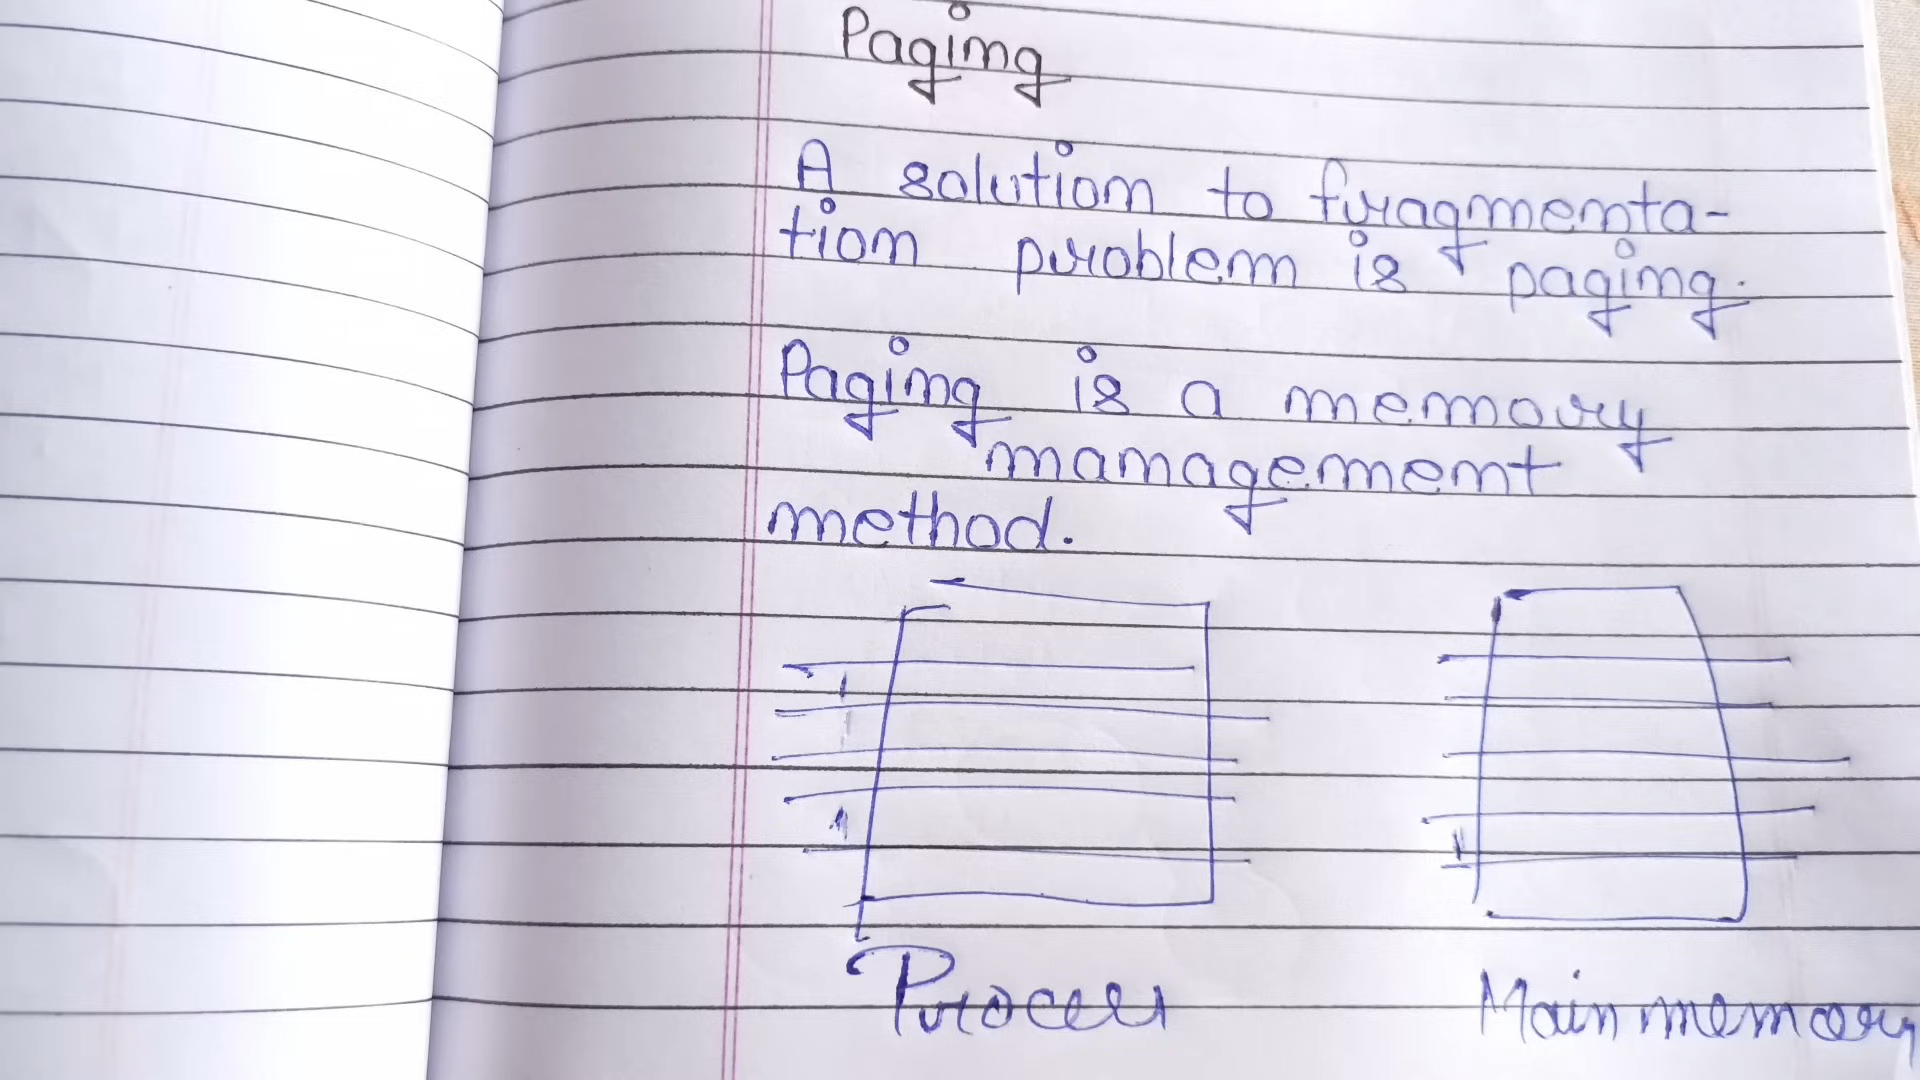 Paging
A solution to fragmenta-
tion problem is paging.
Paging is a memory
management
method.
Process
Main memory